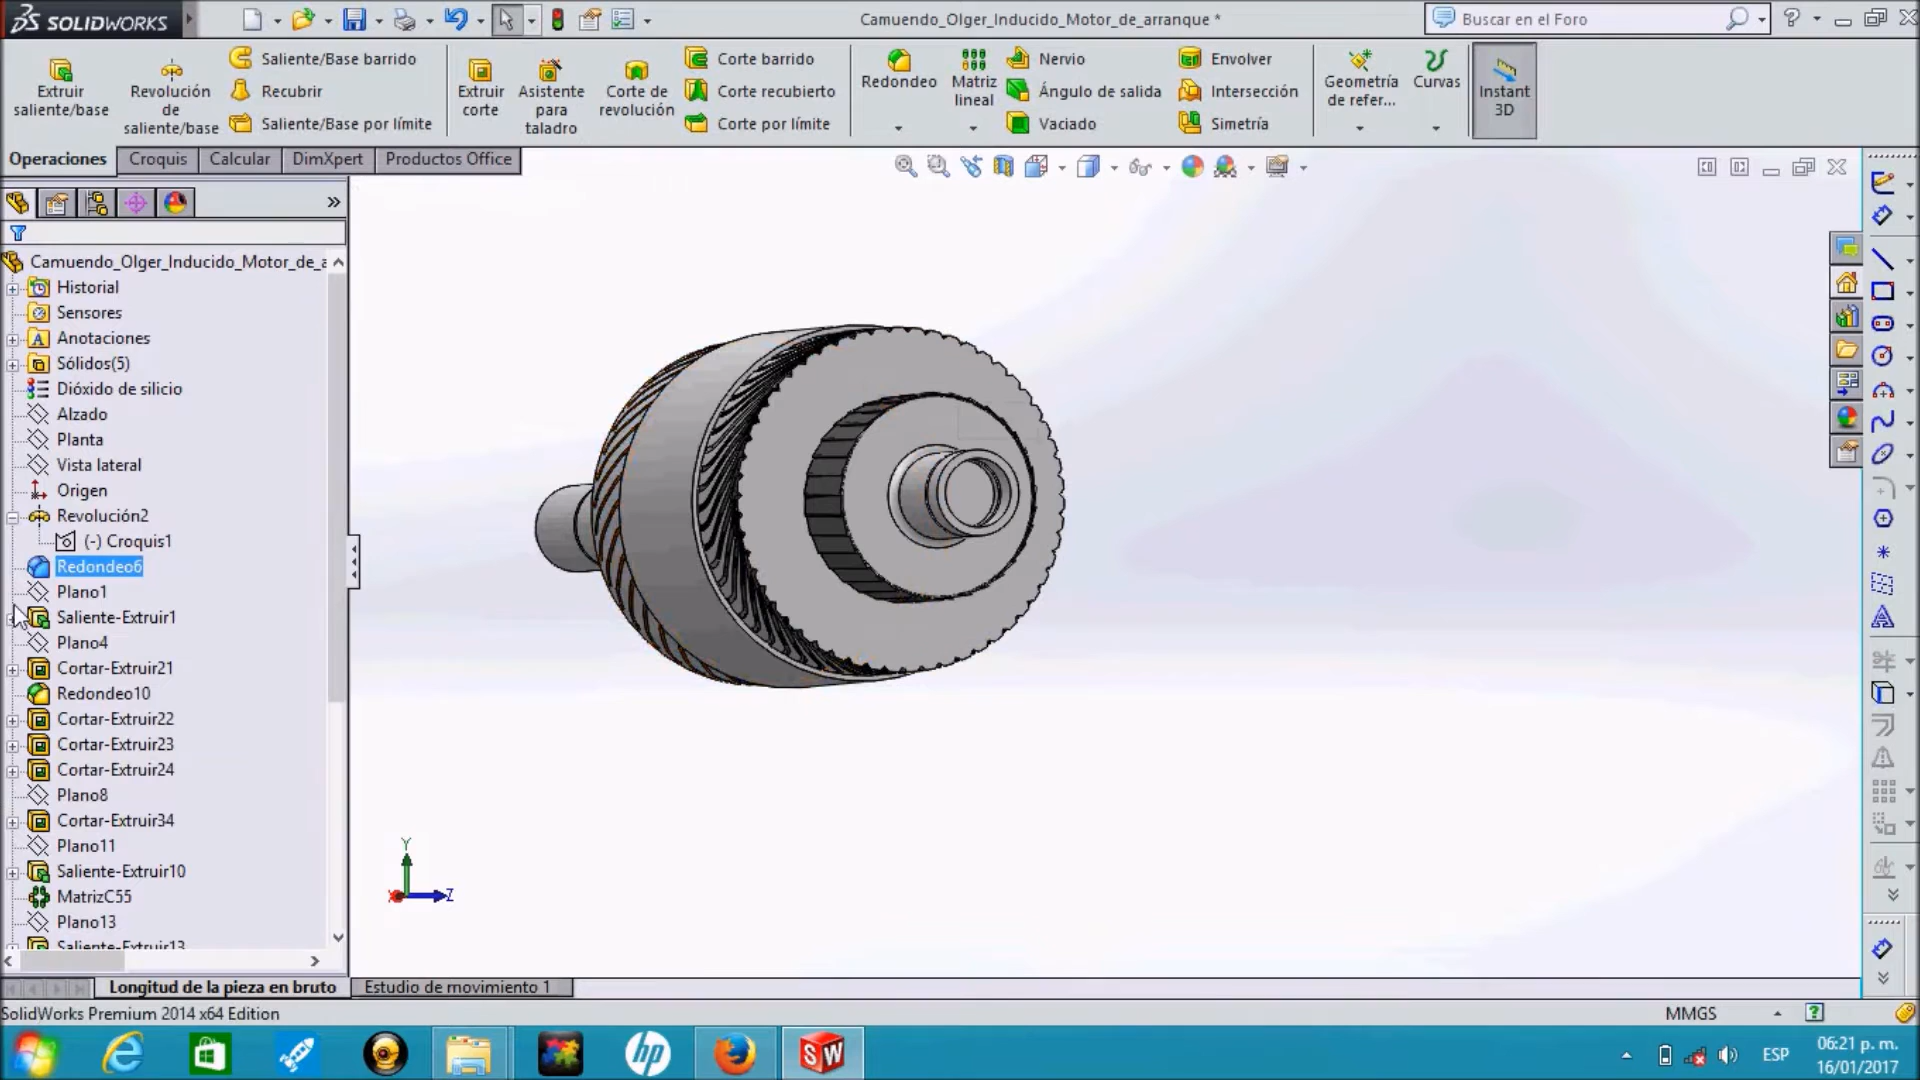 SOLIDWORKS
Camuendo_Olger_Inducido_Motor_de_arranque *
Buscar en el Foro
Extruir saliente/base
Revolución de saliente/base
Saliente/Base barrido
Recubrir
Saliente/Base por límite
Extruir corte
Asistente para taladro
Corte de revolución
Corte barrido
Corte recubierto
Corte por límite
Redondeo
Matriz lineal
Nervio
Ángulo de salida
Vaciado
Envolver
Intersección
Simetría
Geometría de refer...
Curvas
Instant 3D
Operaciones
Croquis
Calcular
DimXpert
Productos Office
Camuendo_Olger_Inducido_Motor_de_a
Historial
Sensores
Anotaciones
Sólidos(5)
Dióxido de silicio
Alzado
Planta
Vista lateral
Origen
Revolución2
(-) Croquis1
Redondeo6
Plano1
Saliente-Extruir1
Plano4
Cortar-Extruir21
Redondeo10
Cortar-Extruir22
Cortar-Extruir23
Cortar-Extruir24
Plano8
Cortar-Extruir34
Plano11
Saliente-Extruir10
MatrizC55
Plano13
Saliente-Extruir13
Y
X
Z
Longitud de la pieza en bruto
Estudio de movimiento 1
SolidWorks Premium 2014 x64 Edition
MMGS
hp
SW
ESP
06:21 p. m.
16/01/2017